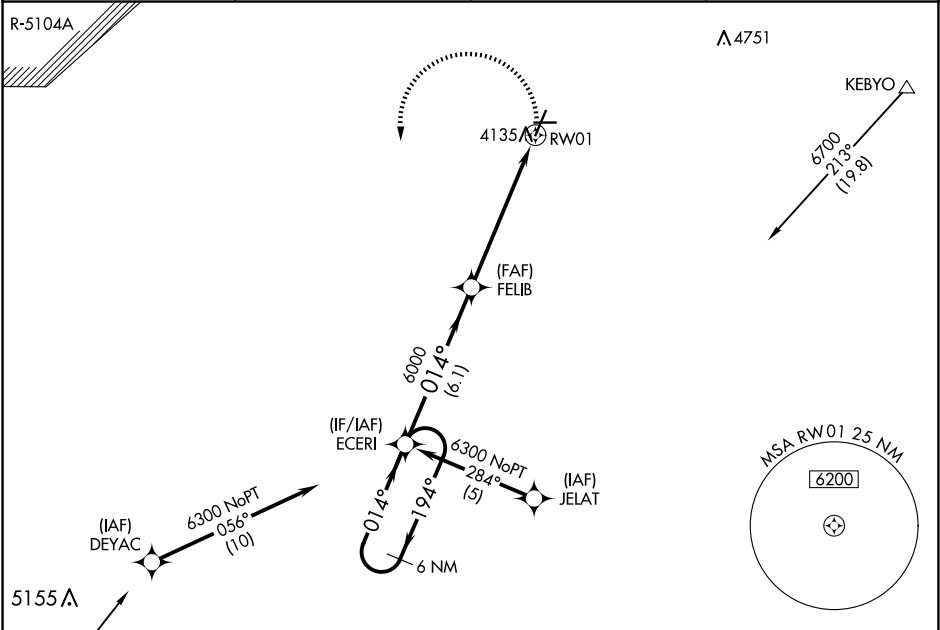 R-5104A
4751
KEBYO
6700
213°
(19.8)
4135
RW01
(FAF)
FELIB
6000
014°
(6.1)
(IF/IAF)
ECERI
6300 NoPT
284°
(5)
(IAF)
JELAT
014°
194°
6 NM
6300 NoPT
056°
(10)
(IAF)
DEYAC
5155
MSA RW01 25 NM
6200